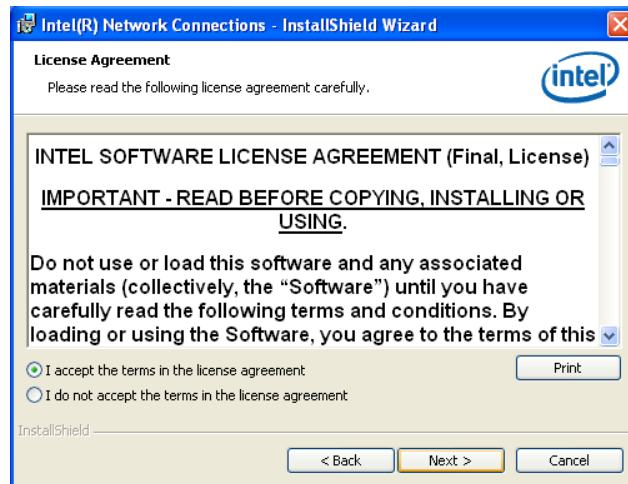 Intel(R) Network Connections - InstallShield Wizard
License Agreement
Please read the following license agreement carefully.
intel
INTEL SOFTWARE LICENSE AGREEMENT (Final, License)
IMPORTANT - READ BEFORE COPYING, INSTALLING OR
USING.
Do not use or load this software and any associated
materials (collectively, the “Software”) until you have
carefully read the following terms and conditions. By
loading or using the Software, you agree to the terms of this
I accept the terms in the license agreement
Print
I do not accept the terms in the license agreement
InstallShield
< Back
Next >
Cancel